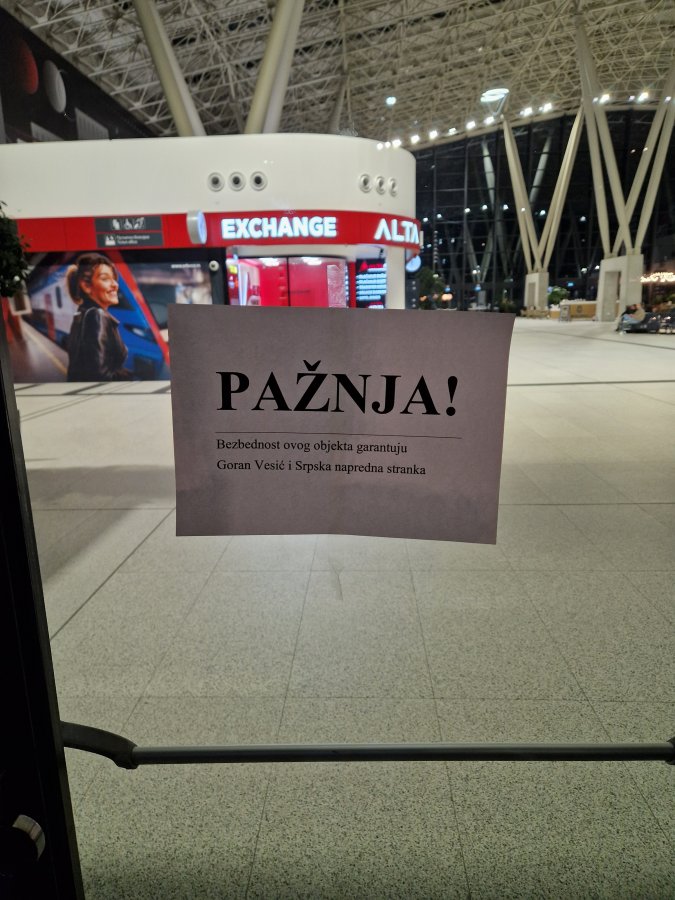 EXCHANGE
ALTA
PAŽNJA!
Bezbednost ovog objekta garantuju
Goran Vesić i Srpska napredna stranka